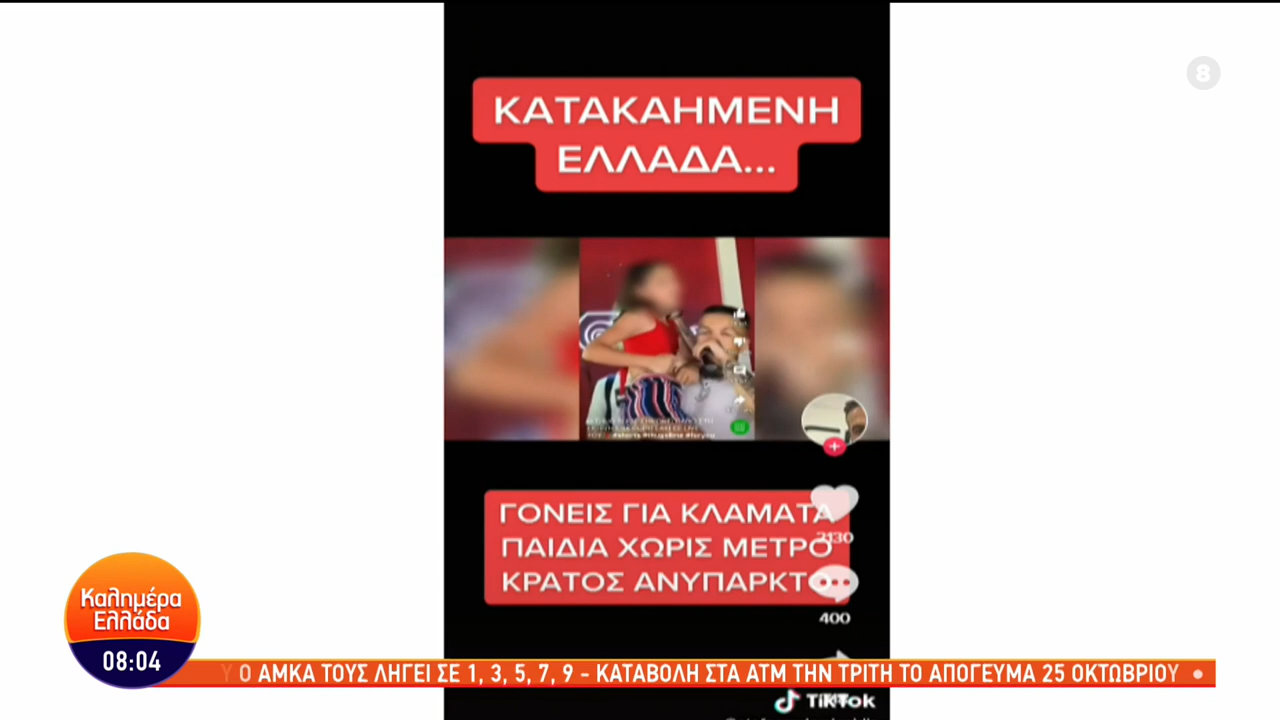 8
ΚΑΤΑΚΑΗΜΕΝΗ
ΕΛΛΑΔΑ...
ΓΟΝΕΙΣ ΓΙΑ ΚΛΑΜΑΤΑ
ΠΑΙΔΙΑ ΧΩΡΙΣ ΜΕΤΡΟ
ΚΡΑΤΟΣ ΑΝΥΠΑΡΚΤΟ
400
Καλημέρα
Ελλάδα
08:04
Ο ΑΜΚΑ ΤΟΥΣ ΛΗΓΕΙ ΣΕ 1, 3, 5, 7, 9 – ΚΑΤΑΒΟΛΗ ΣΤΑ ΑΤΜ ΤΗΝ ΤΡΙΤΗ ΤΟ ΑΠΟΓΕΥΜΑ 25 ΟΚΤΩΒΡΙΟΥ •
TikTok